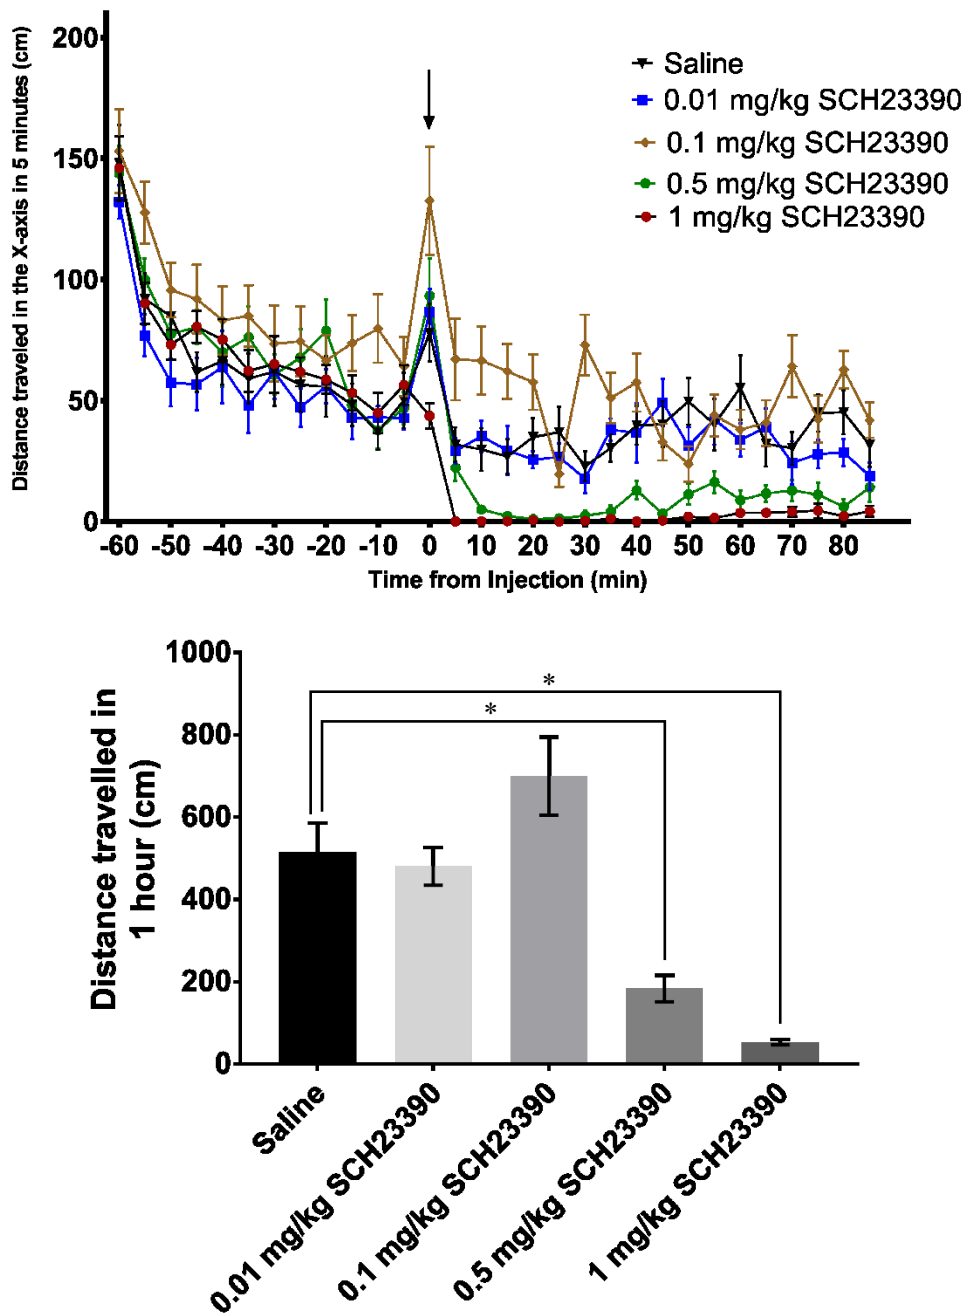 Distance traveled in the X-axis in 5 minutes (cm)
200
150
100
50
0
Saline
0.01 mg/kg SCH23390
0.1 mg/kg SCH23390
0.5 mg/kg SCH23390
1 mg/kg SCH23390
-60 -50 -40 -30 -20 -10 0 10 20 30 40 50 60 70 80
Time from Injection (min)
Distance travelled in
1 hour (cm)
1000
800
600
400
200
0
*
*
Saline
0.01 mg/kg SCH23390
0.1 mg/kg SCH23390
0.5 mg/kg SCH23390
1 mg/kg SCH23390